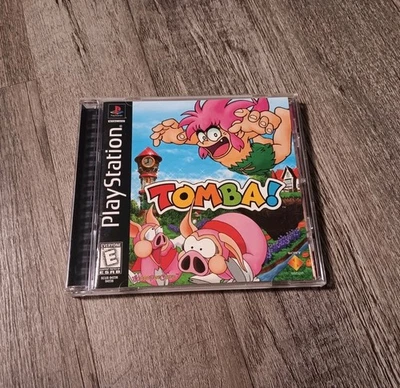 PlayStation
TOMBA!
EVERYONE
E
ESRB